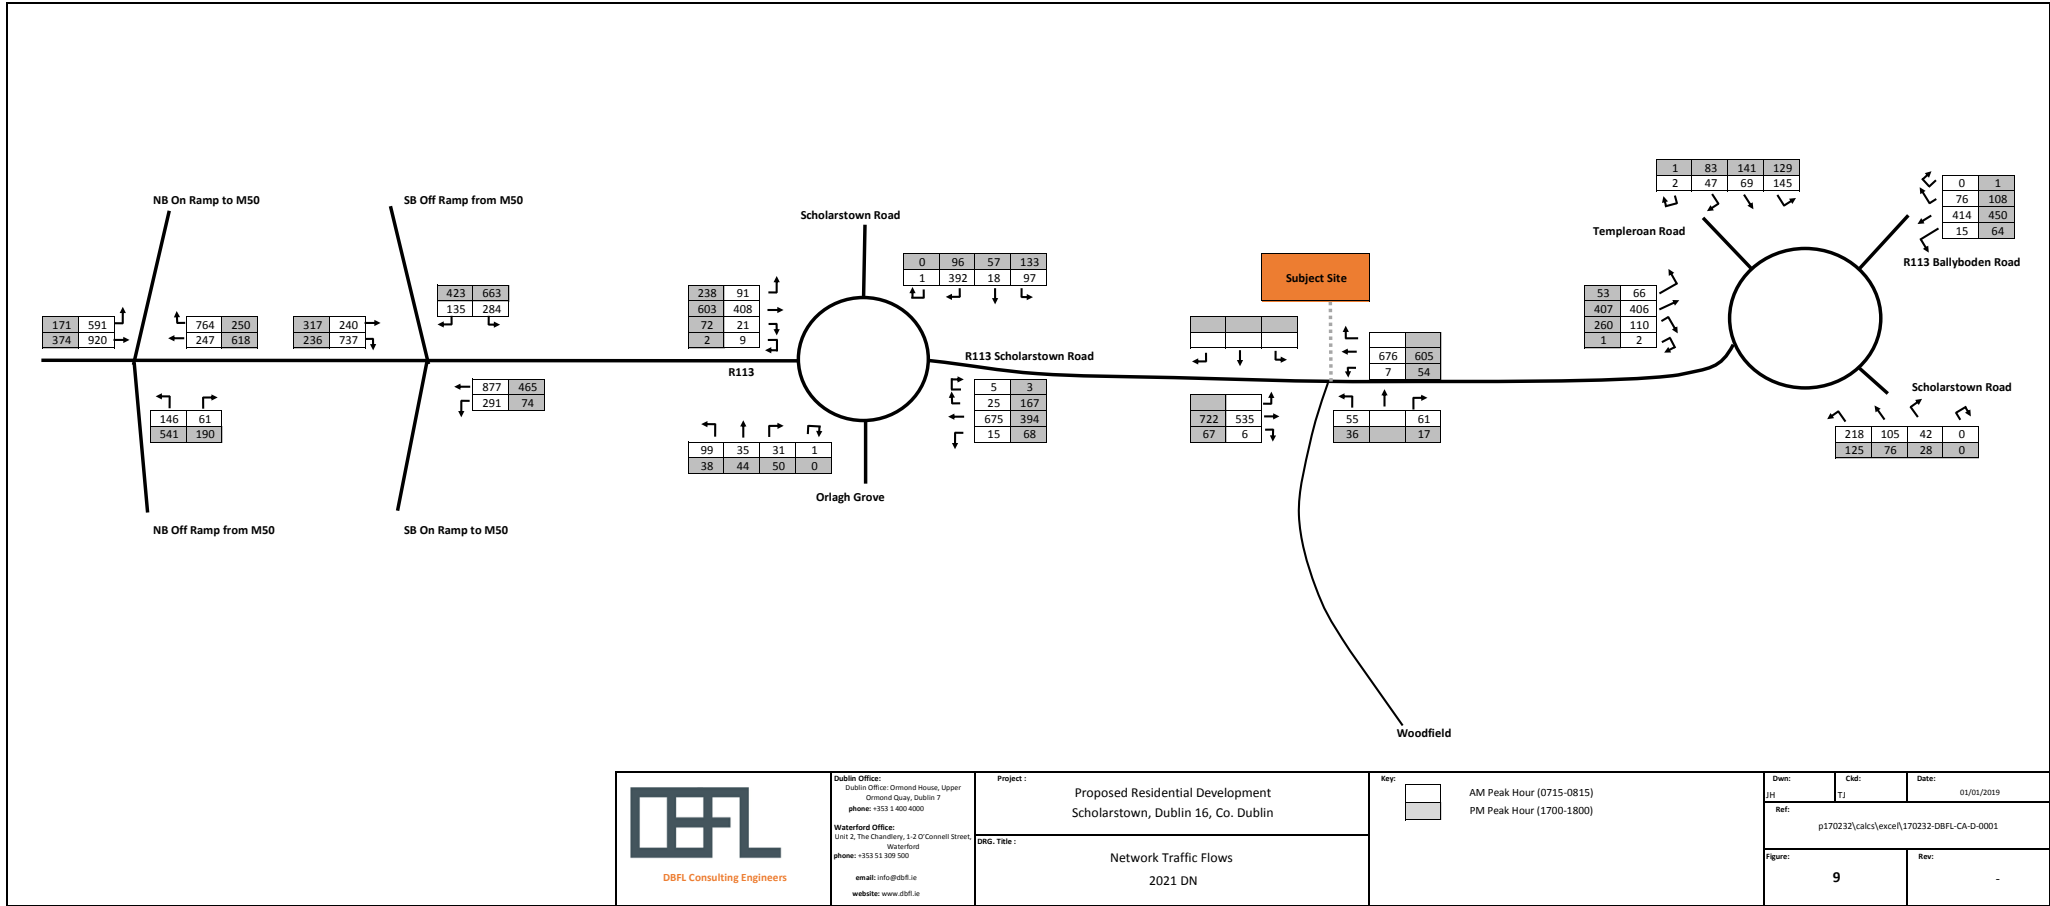 1 83 141 129
2 47 69 145
0 1
76 108
414 450
15 64
NB On Ramp to M50
SB Off Ramp from M50
Scholarstown Road
Templeroan Road
R113 Ballyboden Road
0 96 57 133
1 392 18 97
Subject Site
423 663
135 284
238 91
603 408
72 21
2 9
53 66
407 406
260 110
1 2
171 591
374 920
764 250
247 618
317 240
236 737
676 605
7 54
R113 Scholarstown Road
R113
877 465
291 74
5 3
25 167
675 394
15 68
722 535
67 6
55 61
36 17
Scholarstown Road
146 61
541 190
99 35 31 1
38 44 50 0
218 105 42 0
125 76 28 0
Orlagh Grove
NB Off Ramp from M50
SB On Ramp to M50
Woodfield
DBFL
DBFL Consulting Engineers
Dublin Office:
Dublin Office: Ormond House, Upper
Ormond Quay, Dublin 7
phone: +353 1 400 4000
Waterford Office:
Unit 2, The Chandlery, 1-2 O'Connell Street,
Waterford
phone: +353 51 309 500
email: info@dbfl.ie
website: www.dbfl.ie
Project :
Proposed Residential Development
Scholarstown, Dublin 16, Co. Dublin
DRG. Title :
Network Traffic Flows
2021 DN
Key:
AM Peak Hour (0715-0815)
PM Peak Hour (1700-1800)
Dwn:
JH
Ckd:
TJ
Date:
01/01/2019
Ref:
p170232\calcs\excel\170232-DBFL-CA-D-0001
Figure:
9
Rev:
-